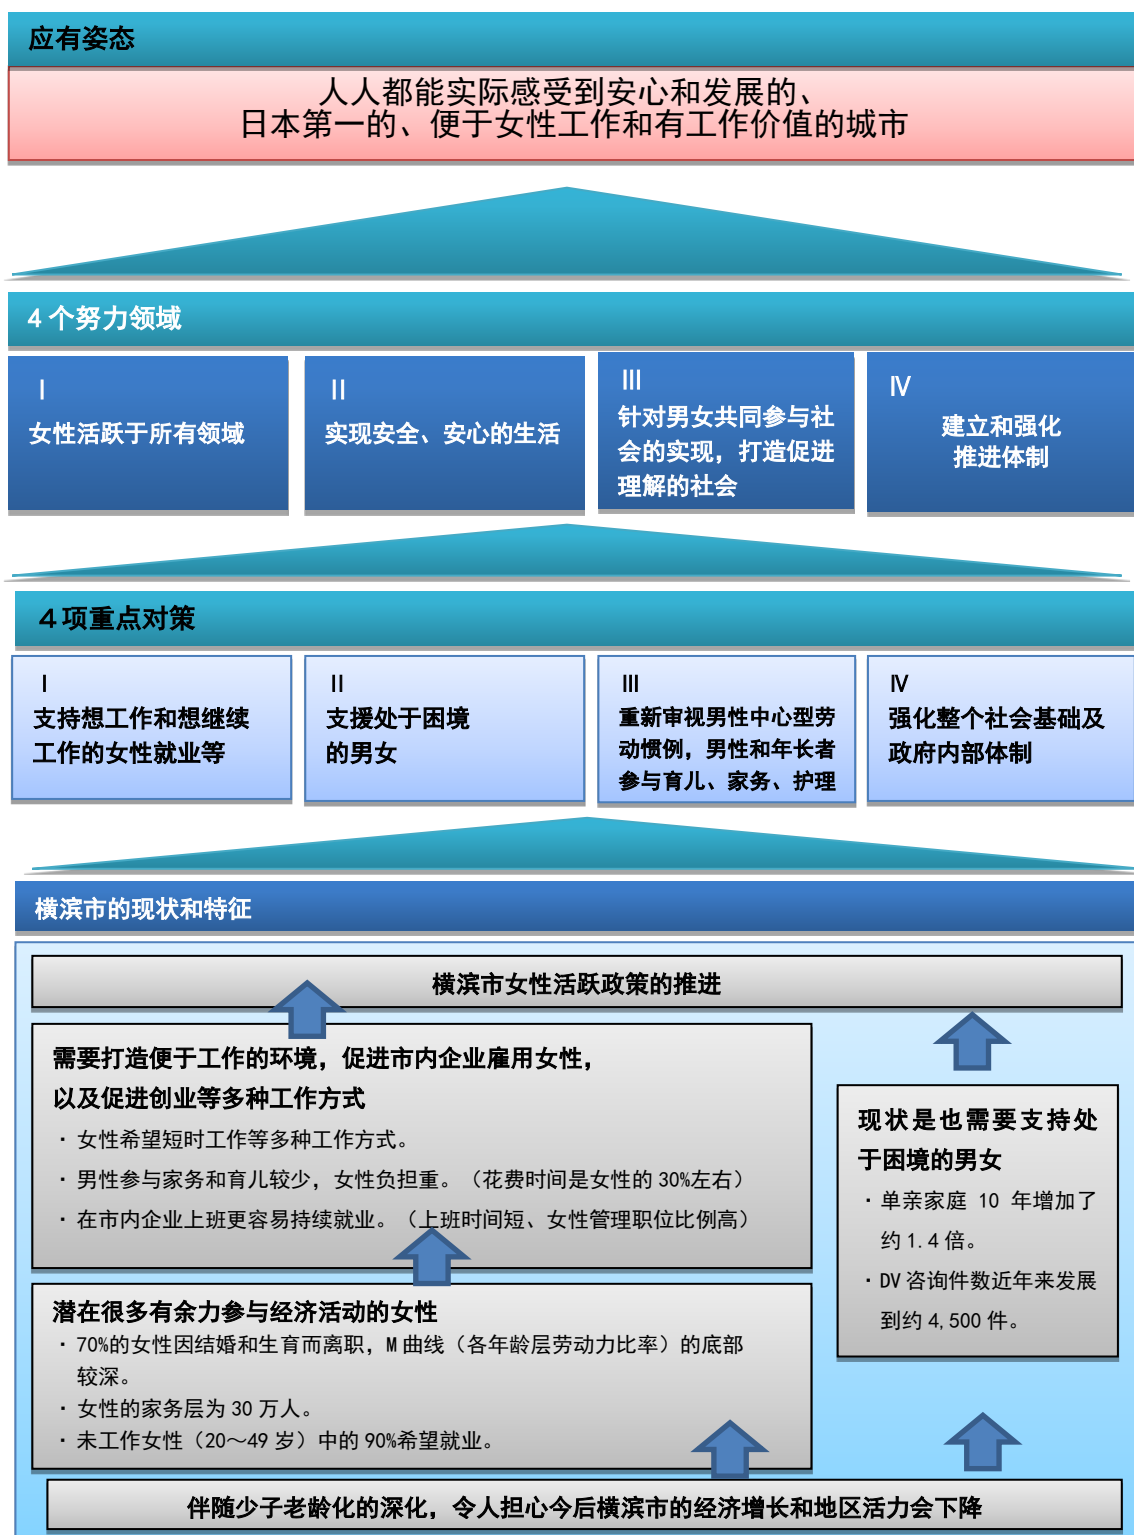 应有姿态
人人都能实际感受到安心和发展的、
日本第一的、便于女性工作和有工作价值的城市
4 个努力领域
Ⅰ
女性活跃于所有领域
Ⅱ
实现安全、安心的生活
Ⅲ
针对男女共同参与社
会的实现，打造促进
理解的社会
Ⅳ
建立和强化
推进体制
４项重点对策
Ⅰ
支持想工作和想继续
工作的女性就业等
Ⅱ
支援处于困境
的男女
Ⅲ
重新审视男性中心型劳
动惯例，男性和年长者
参与育儿、家务、护理
Ⅳ
强化整个社会基础及
政府内部体制
横滨市的现状和特征
横滨市女性活跃政策的推进
需要打造便于工作的环境，促进市内企业雇用女性，
以及促进创业等多种工作方式
・女性希望短时工作等多种工作方式。
・男性参与家务和育儿较少，女性负担重。（花费时间是女性的 30%左右）
・在市内企业上班更容易持续就业。（上班时间短、女性管理职位比例高）
现状是也需要支持处
于困境的男女
・单亲家庭 10 年增加了
约 1.4 倍。
・DV 咨询件数近年来发展
到约 4,500 件。
潜在很多有余力参与经济活动的女性
・70%的女性因结婚和生育而离职，M 曲线（各年龄层劳动力比率）的底部
较深。
・女性的家务层为 30 万人。
・未工作女性（20～49 岁）中的 90%希望就业。
伴随少子老龄化的深化，令人担心今后横滨市的经济增长和地区活力会下降